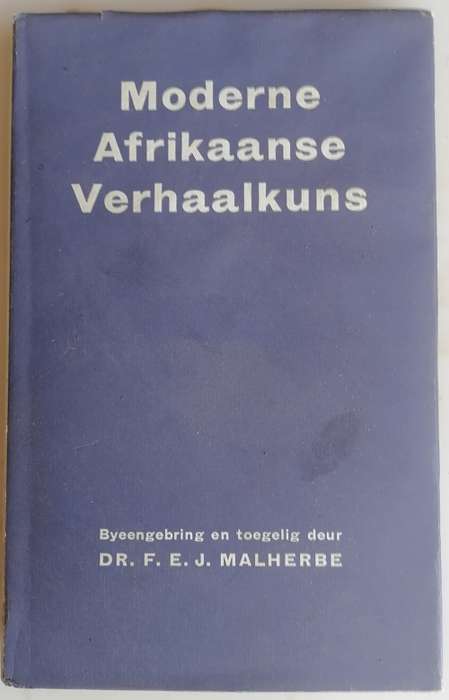 Moderne
Afrikaanse
Verhaalkuns
Byeengebring en toegelig deur
DR. F. E. J. MALHERBE